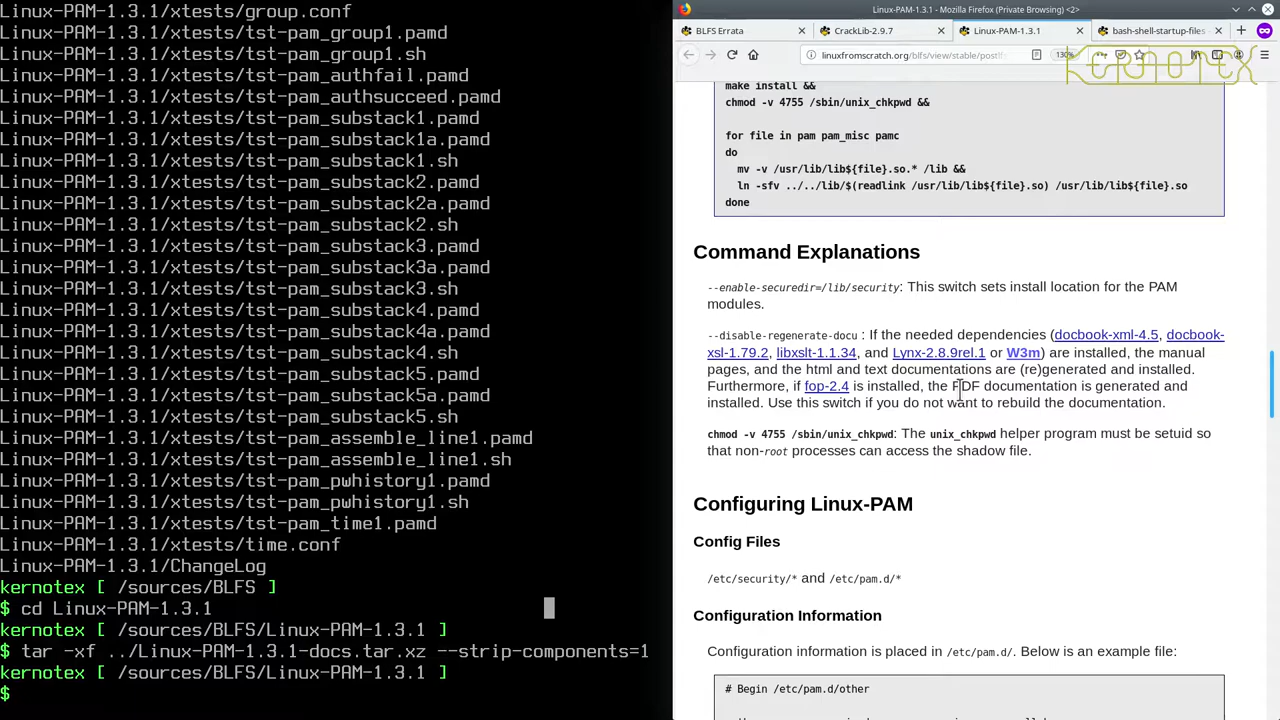 Linux-PAM-1.3.1/xtests/group.conf
Linux-PAM-1.3.1/xtests/tst-pam_group1.pamd
Linux-PAM-1.3.1/xtests/tst-pam_group1.sh
Linux-PAM-1.3.1/xtests/tst-pam_authfail.pamd
Linux-PAM-1.3.1/xtests/tst-pam_authsucceed.pamd
Linux-PAM-1.3.1/xtests/tst-pam_substack1.pamd
Linux-PAM-1.3.1/xtests/tst-pam_substack1a.pamd
Linux-PAM-1.3.1/xtests/tst-pam_substack1.sh
Linux-PAM-1.3.1/xtests/tst-pam_substack2.pamd
Linux-PAM-1.3.1/xtests/tst-pam_substack2a.pamd
Linux-PAM-1.3.1/xtests/tst-pam_substack2.sh
Linux-PAM-1.3.1/xtests/tst-pam_substack3.pamd
Linux-PAM-1.3.1/xtests/tst-pam_substack3a.pamd
Linux-PAM-1.3.1/xtests/tst-pam_substack3.sh
Linux-PAM-1.3.1/xtests/tst-pam_substack4.pamd
Linux-PAM-1.3.1/xtests/tst-pam_substack4a.pamd
Linux-PAM-1.3.1/xtests/tst-pam_substack4.sh
Linux-PAM-1.3.1/xtests/tst-pam_substack5.pamd
Linux-PAM-1.3.1/xtests/tst-pam_substack5a.pamd
Linux-PAM-1.3.1/xtests/tst-pam_substack5.sh
Linux-PAM-1.3.1/xtests/tst-pam_assemble_line1.pamd
Linux-PAM-1.3.1/xtests/tst-pam_assemble_line1.sh
Linux-PAM-1.3.1/xtests/tst-pam_pwhistory1.pamd
Linux-PAM-1.3.1/xtests/tst-pam_pwhistory1.sh
Linux-PAM-1.3.1/xtests/tst-pam_time1.pamd
Linux-PAM-1.3.1/xtests/time.conf
Linux-PAM-1.3.1/ChangeLog
kernotex [ /sources/BLFS ]
$ cd Linux-PAM-1.3.1
kernotex [ /sources/BLFS/Linux-PAM-1.3.1 ]
$ tar -xf ../Linux-PAM-1.3.1-docs.tar.xz --strip-components=1
kernotex [ /sources/BLFS/Linux-PAM-1.3.1 ]
$
Linux-PAM-1.3.1 - Mozilla Firefox (Private Browsing) <2>
BLFS Errata
CrackLib-2.9.7
Linux-PAM-1.3.1
bash-shell-startup-files
linuxfromscratch.org/blfs/view/stable/postlf
130%
KERNOTEX
make install &&
chmod -v 4755 /sbin/unix_chkpwd &&
for file in pam pam_misc pamc
do
mv -v /usr/lib/lib${file}.so.* /lib &&
ln -sfv ../../lib/$(readlink /usr/lib/lib${file}.so) /usr/lib/lib${file}.so
done
Command Explanations
--enable-securedir=/lib/security: This switch sets install location for the PAM
modules.
--disable-regenerate-docu : If the needed dependencies (docbook-xml-4.5, docbook-
xsl-1.79.2, libxslt-1.1.34, and Lynx-2.8.9rel.1 or W3m) are installed, the manual
pages, and the html and text documentations are (re)generated and installed.
Furthermore, if fop-2.4 is installed, the PDF documentation is generated and
installed. Use this switch if you do not want to rebuild the documentation.
chmod -v 4755 /sbin/unix_chkpwd: The unix_chkpwd helper program must be setuid so
that non-root processes can access the shadow file.
Configuring Linux-PAM
Config Files
/etc/security/* and /etc/pam.d/*
Configuration Information
Configuration information is placed in /etc/pam.d/. Below is an example file:
# Begin /etc/pam.d/other